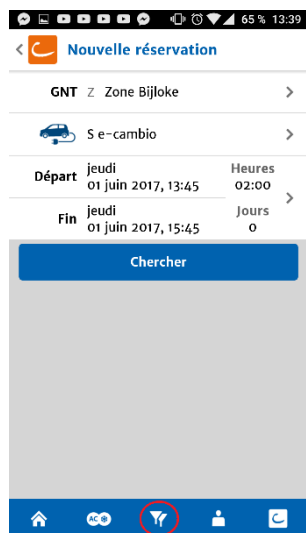 65 % 13:39
Nouvelle réservation
GNT Z Zone Bijloke
S e-cambio
Départ jeudi 01 juin 2017, 13:45 Heures 02:00
Fin jeudi 01 juin 2017, 15:45 Jours 0
Chercher
AC